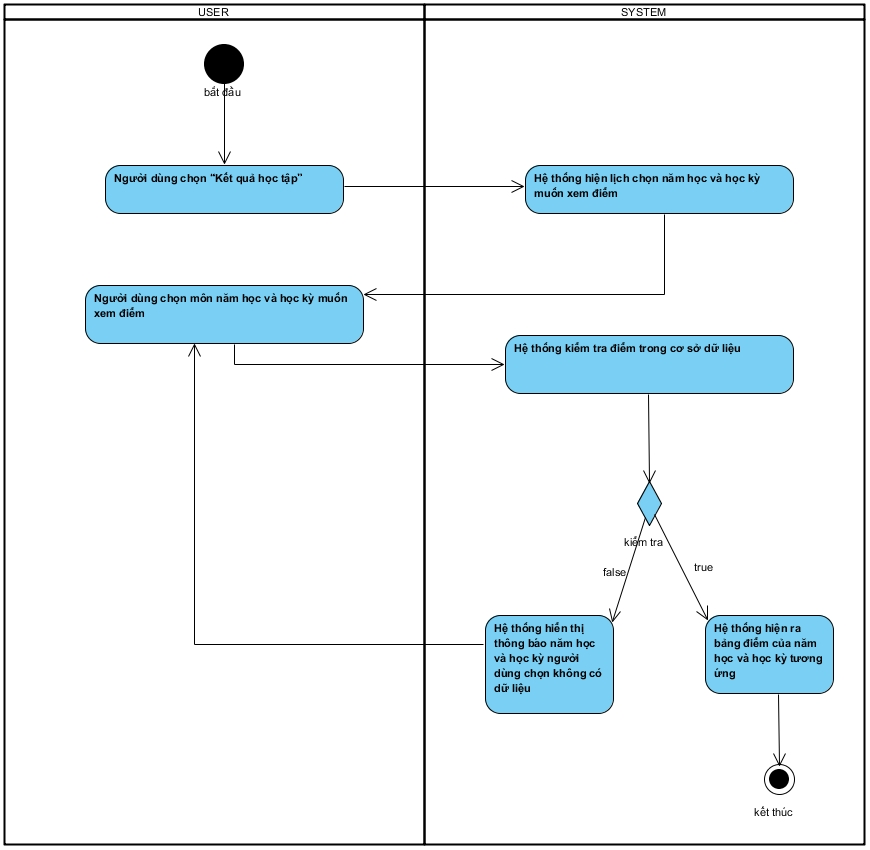 USER
SYSTEM
bắt đầu
Người dùng chọn "Kết quả học tập"
Hệ thống hiện lịch chọn năm học và học kỳ
muốn xem điểm
Người dùng chọn môn năm học và học kỳ muốn
xem điểm
Hệ thống kiểm tra điểm trong cơ sở dữ liệu
kiểm tra
false
true
Hệ thống hiển thị
thông báo năm học
và học kỳ người
dùng chọn không có
dữ liệu
Hệ thống hiện ra
bảng điểm của năm
học và học kỳ tương
ứng
kết thúc